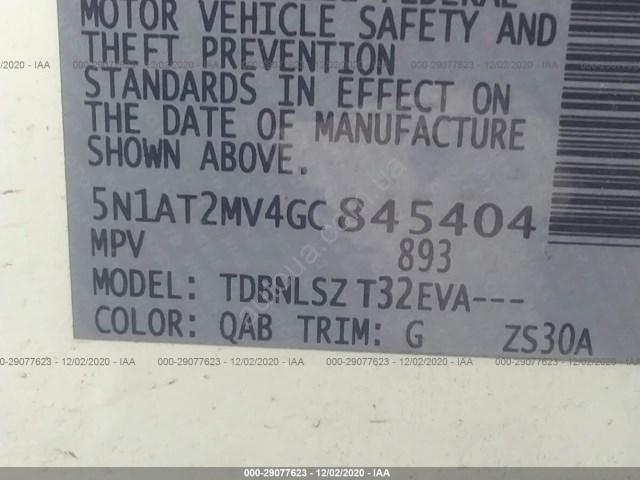 MOTOR VEHICLE SAFETY AND
THEFT PREVENTION
STANDARDS IN EFFECT ON
THE DATE OF MANUFACTURE
SHOWN ABOVE.
5N1AT2MV4GC 845404
MPV 893
MODEL: TDBNLSZ T32EVA---
COLOR: QAB TRIM: G ZS30A
000-29077623 - 12/02/2020 - IAA